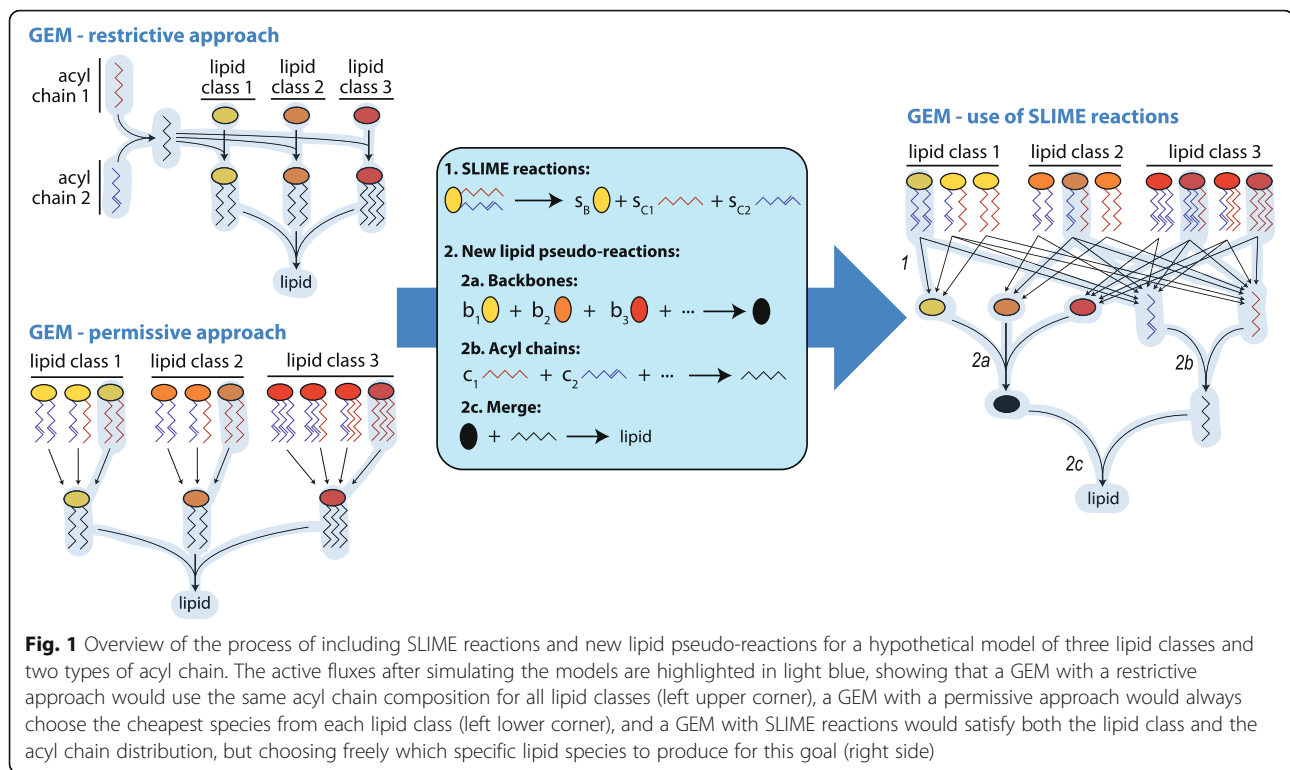 GEM - restrictive approach
acyl
chain 1
lipid
class 1
lipid
class 2
lipid
class 3
acyl
chain 2
lipid
GEM - permissive approach
lipid class 1
lipid class 2
lipid class 3
lipid
1. SLIME reactions:
sB + sC1 + sC2
2. New lipid pseudo-reactions:
2a. Backbones:
b1 + b2 + b3 + ···
2b. Acyl chains:
c1 + c2 + ···
2c. Merge:
+ lipid
GEM - use of SLIME reactions
lipid class 1
lipid class 2
lipid class 3
1
2a
2b
2c
lipid
Fig. 1 Overview of the process of including SLIME reactions and new lipid pseudo-reactions for a hypothetical model of three lipid classes and
two types of acyl chain. The active fluxes after simulating the models are highlighted in light blue, showing that a GEM with a restrictive
approach would use the same acyl chain composition for all lipid classes (left upper corner), a GEM with a permissive approach would always
choose the cheapest species from each lipid class (left lower corner), and a GEM with SLIME reactions would satisfy both the lipid class and the
acyl chain distribution, but choosing freely which specific lipid species to produce for this goal (right side)